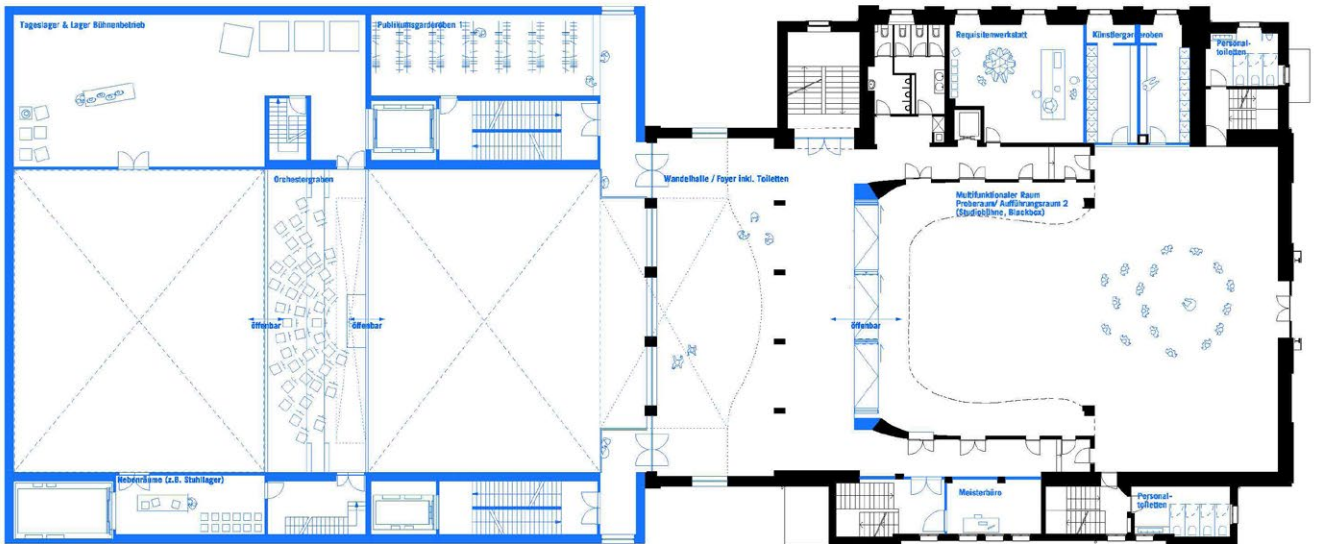 Tageslager & Lager Bühnenbetrieb
Publikumsgarderoben 1
Requisitenwerkstatt
Künstlergarderoben
Personal-
toiletten
Orchestergraben
Wandelhalle / Foyer inkl. Toiletten
Multifunktionaler Raum
Proberaum/ Aufführungsraum 2
(Studiobühne, Blackbox)
öffenbar
öffenbar
öffenbar
Nebenräume (z.B. Stuhllager)
Meisterbüro
Personal-
toiletten